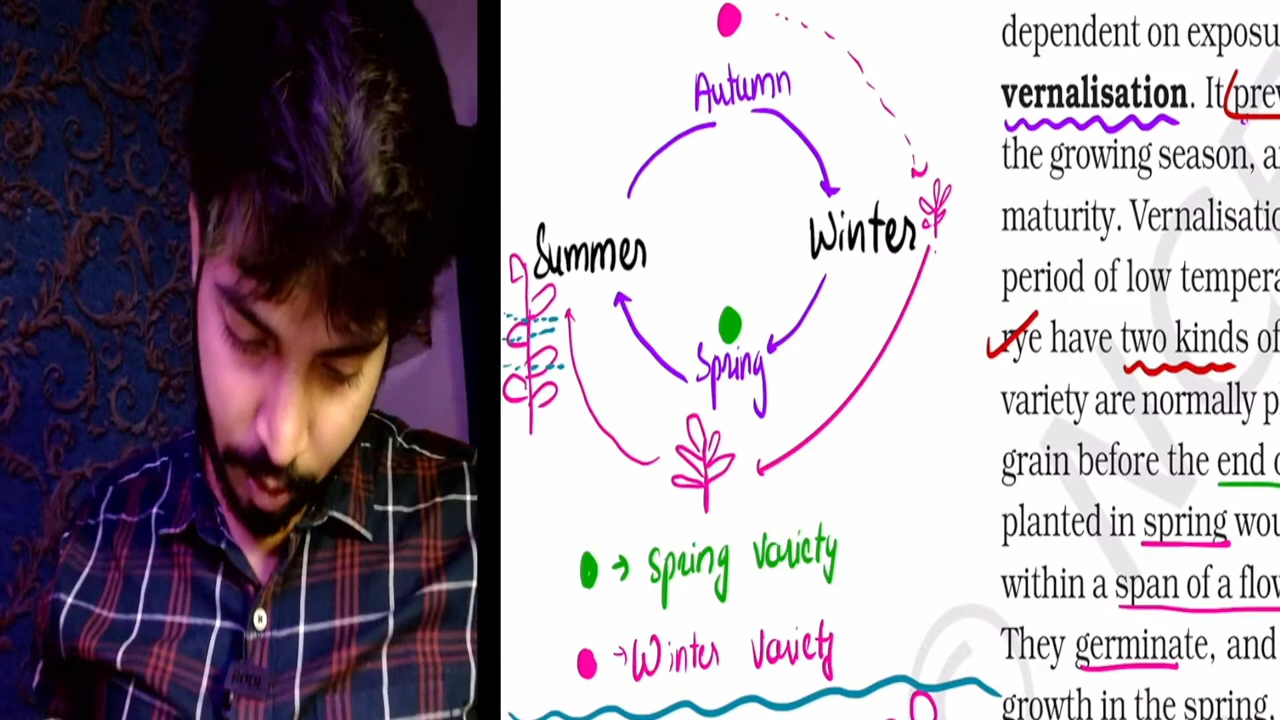 Autumn
Winter
Summer
Spring
→ Spring variety
→ Winter variety
dependent on exposu
vernalisation. It prev
the growing season, a
maturity. Vernalisatio
period of low tempera
rye have two kinds of
variety are normally p
grain before the end o
planted in spring wou
within a span of a flow
They germinate, and
growth in the spring,